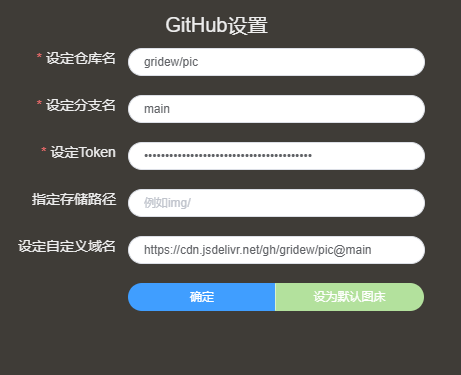 GitHub设置
* 设定仓库名 gridew/pic
* 设定分支名 main
* 设定Token ••••••••••••••••••••••••••••••••••••••••
指定存储路径 例如img/
设定自定义域名 https://cdn.jsdelivr.net/gh/gridew/pic@main
确定 设为默认图床